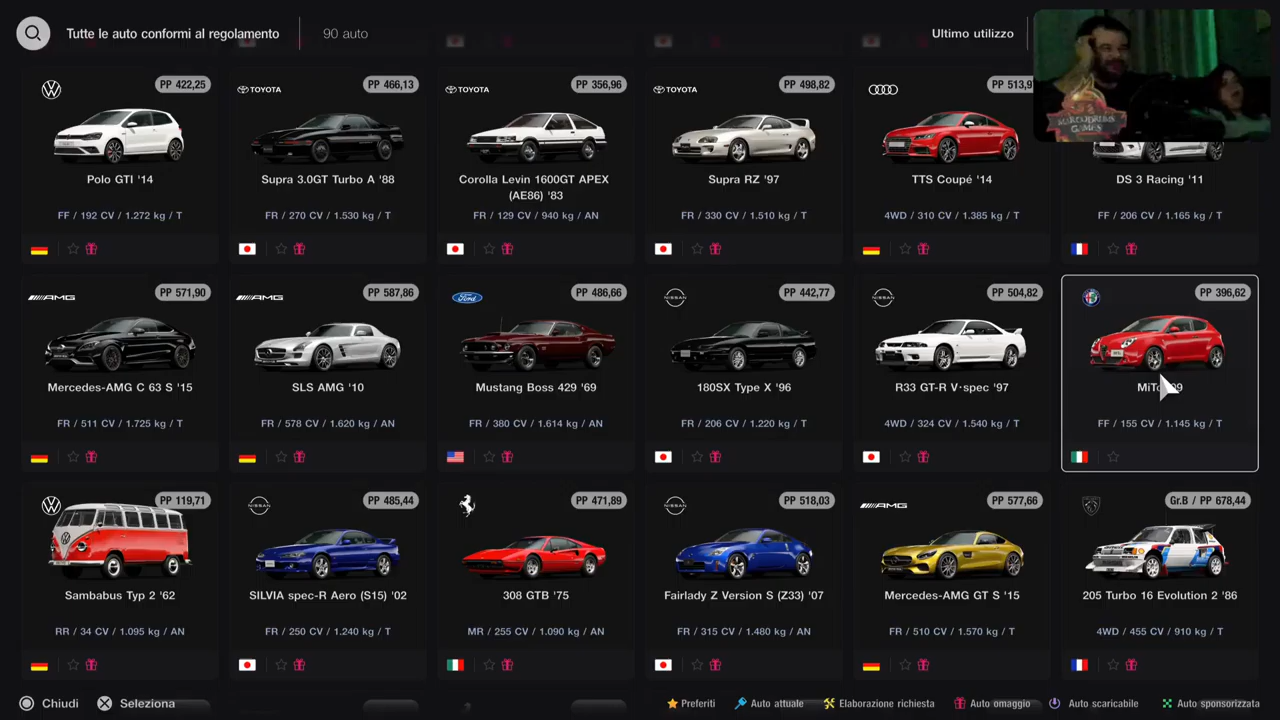 Tutte le auto conformi al regolamento
90 auto
Ultimo utilizzo
PP 422,25
Polo GTI '14
FF / 192 CV / 1.272 kg / T
TOYOTA
PP 466,13
Supra 3.0GT Turbo A '88
FR / 270 CV / 1.530 kg / T
TOYOTA
PP 356,96
Corolla Levin 1600GT APEX
(AE86) '83
FR / 129 CV / 940 kg / AN
TOYOTA
PP 498,82
Supra RZ '97
FR / 330 CV / 1.510 kg / T
TTS Coupé '14
4WD / 310 CV / 1.385 kg / T
DS 3 Racing '11
FF / 206 CV / 1.165 kg / T
AMG
PP 571,90
Mercedes-AMG C 63 S '15
FR / 511 CV / 1.725 kg / T
AMG
PP 587,86
SLS AMG '10
FR / 578 CV / 1.620 kg / AN
Ford
PP 486,66
Mustang Boss 429 '69
FR / 380 CV / 1.614 kg / AN
NISSAN
PP 442,77
180SX Type X '96
FR / 206 CV / 1.220 kg / T
NISSAN
PP 504,82
R33 GT-R V·spec '97
4WD / 324 CV / 1.540 kg / T
PP 396,62
FF / 155 CV / 1.145 kg / T
PP 119,71
Sambabus Typ 2 '62
RR / 34 CV / 1.095 kg / AN
NISSAN
PP 485,44
SILVIA spec-R Aero (S15) '02
FR / 250 CV / 1.240 kg / T
PP 471,89
308 GTB '75
MR / 255 CV / 1.090 kg / AN
NISSAN
PP 518,03
Fairlady Z Version S (Z33) '07
FR / 315 CV / 1.480 kg / AN
AMG
PP 577,66
Mercedes-AMG GT S '15
FR / 510 CV / 1.570 kg / T
Gr.B / PP 678,44
205 Turbo 16 Evolution 2 '86
4WD / 455 CV / 910 kg / T
Chiudi
Seleziona
Preferiti
Auto attuale
Elaborazione richiesta
Auto omaggio
Auto scaricabile
Auto sponsorizzata